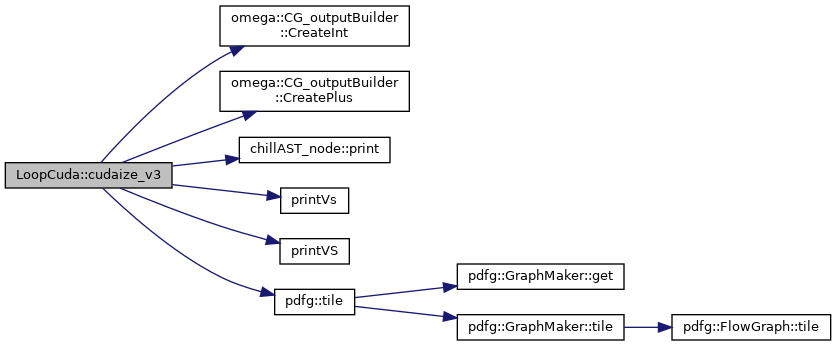 omega::CG_outputBuilder
::CreateInt
omega::CG_outputBuilder
::CreatePlus
chillAST_node::print
LoopCuda::cudaize_v3
printVs
printVS
pdfg::tile
pdfg::GraphMaker::get
pdfg::GraphMaker::tile
pdfg::FlowGraph::tile